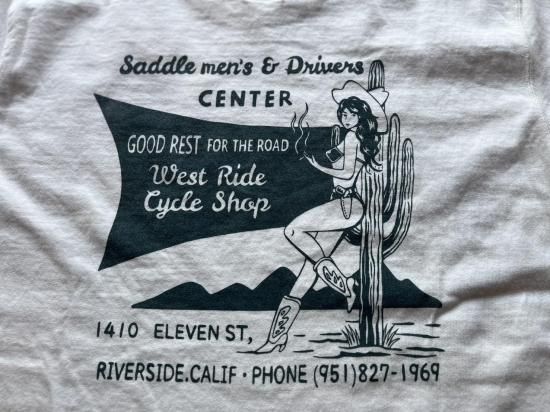 Saddle men's & Drivers
CENTER
GOOD REST FOR THE ROAD
West Ride
Cycle Shop
1410 ELEVEN ST,
RIVERSIDE.CALIF · PHONE (951)827-1969